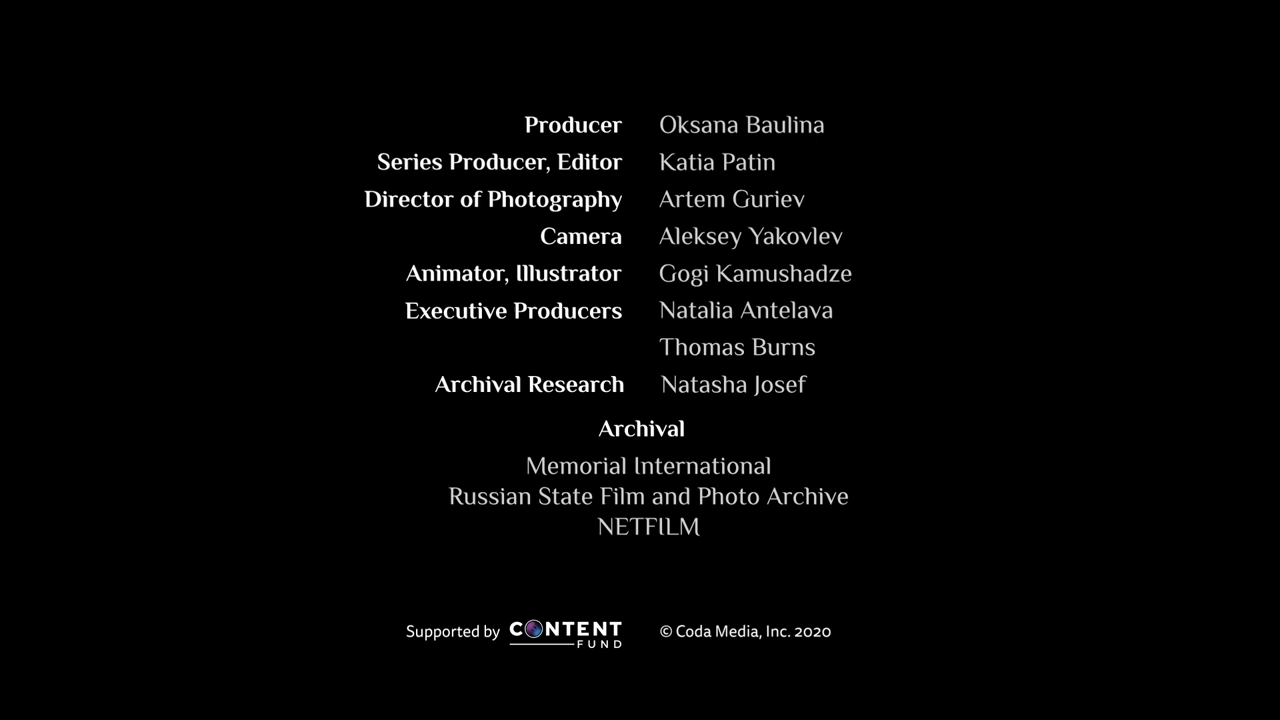 Producer Oksana Baulina
Series Producer, Editor Katia Patin
Director of Photography Artem Guriev
Camera Aleksey Yakovlev
Animator, Illustrator Gogi Kamushadze
Executive Producers Natalia Antelava
Thomas Burns
Archival Research Natasha Josef
Archival
Memorial International
Russian State Film and Photo Archive
NETFILM
Supported by CONTENT FUND © Coda Media, Inc. 2020